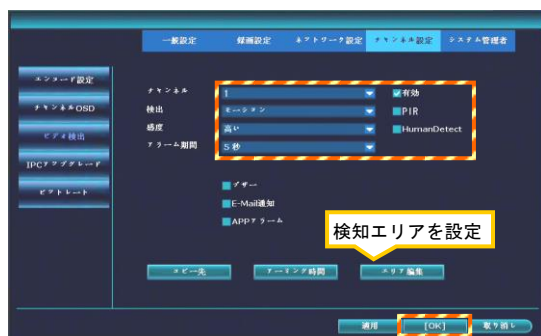 一般設定 録画設定 ネットワーク設定 チャンネル設定 システム管理者
エンコード設定
チャンネルOSD
ビデオ検出
IPCアップグレード
ビットレート
チャンネル 1 有効
検出 モーション PIR
感度 高い HumanDetect
アラーム期間 5 秒
ブザー
E-Mail通知
APPアラーム
検知エリアを設定
コピー先 アーミング時間 エリア編集
適用 [OK] 取り消し